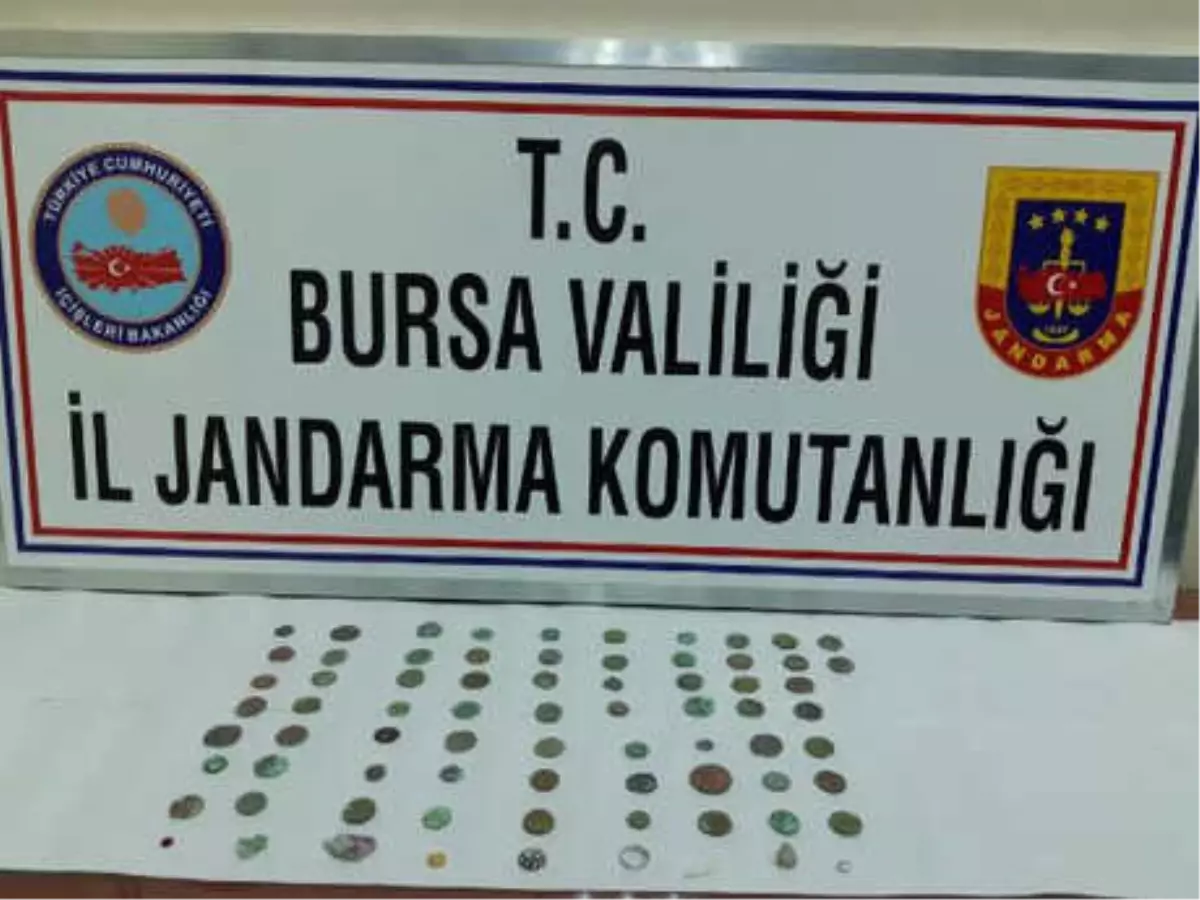 T.C.
BURSA VALİLİĞİ
İL JANDARMA KOMUTANLIĞI
TÜRKİYE CUMHURİYETİ
İÇİŞLERİ BAKANLIĞI
JANDARMA